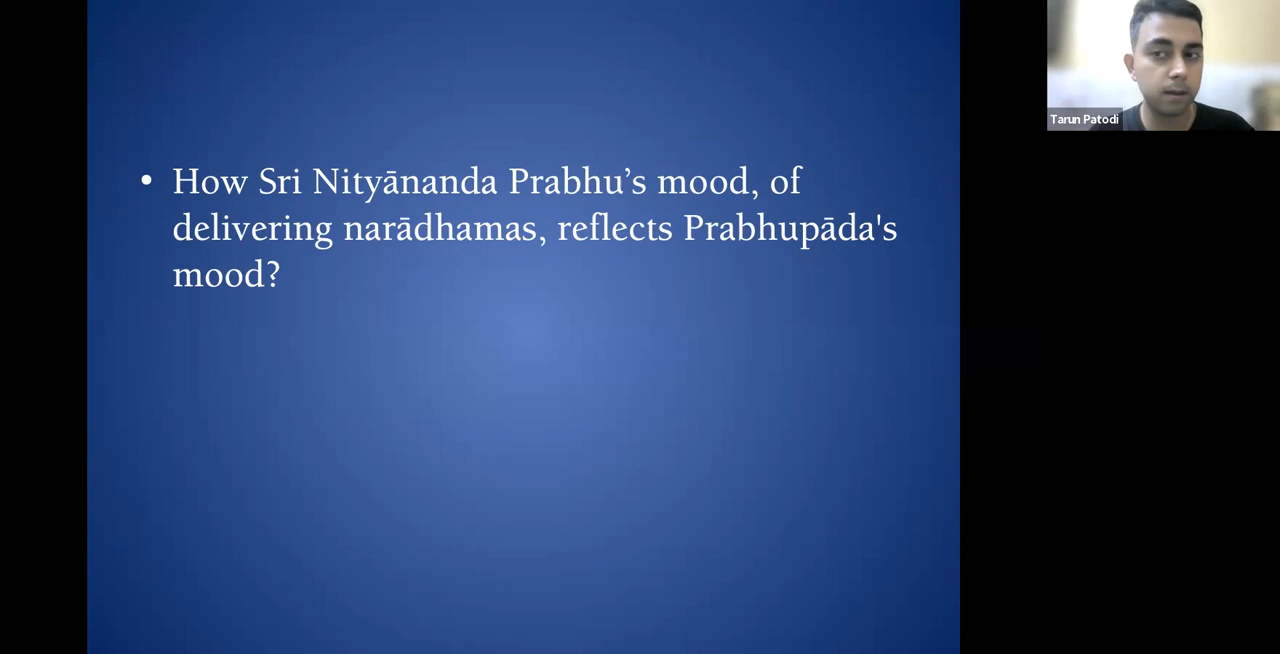 • How Sri Nityānanda Prabhu’s mood, of
delivering narādhamas, reflects Prabhupāda's
mood?
Tarun Patodi